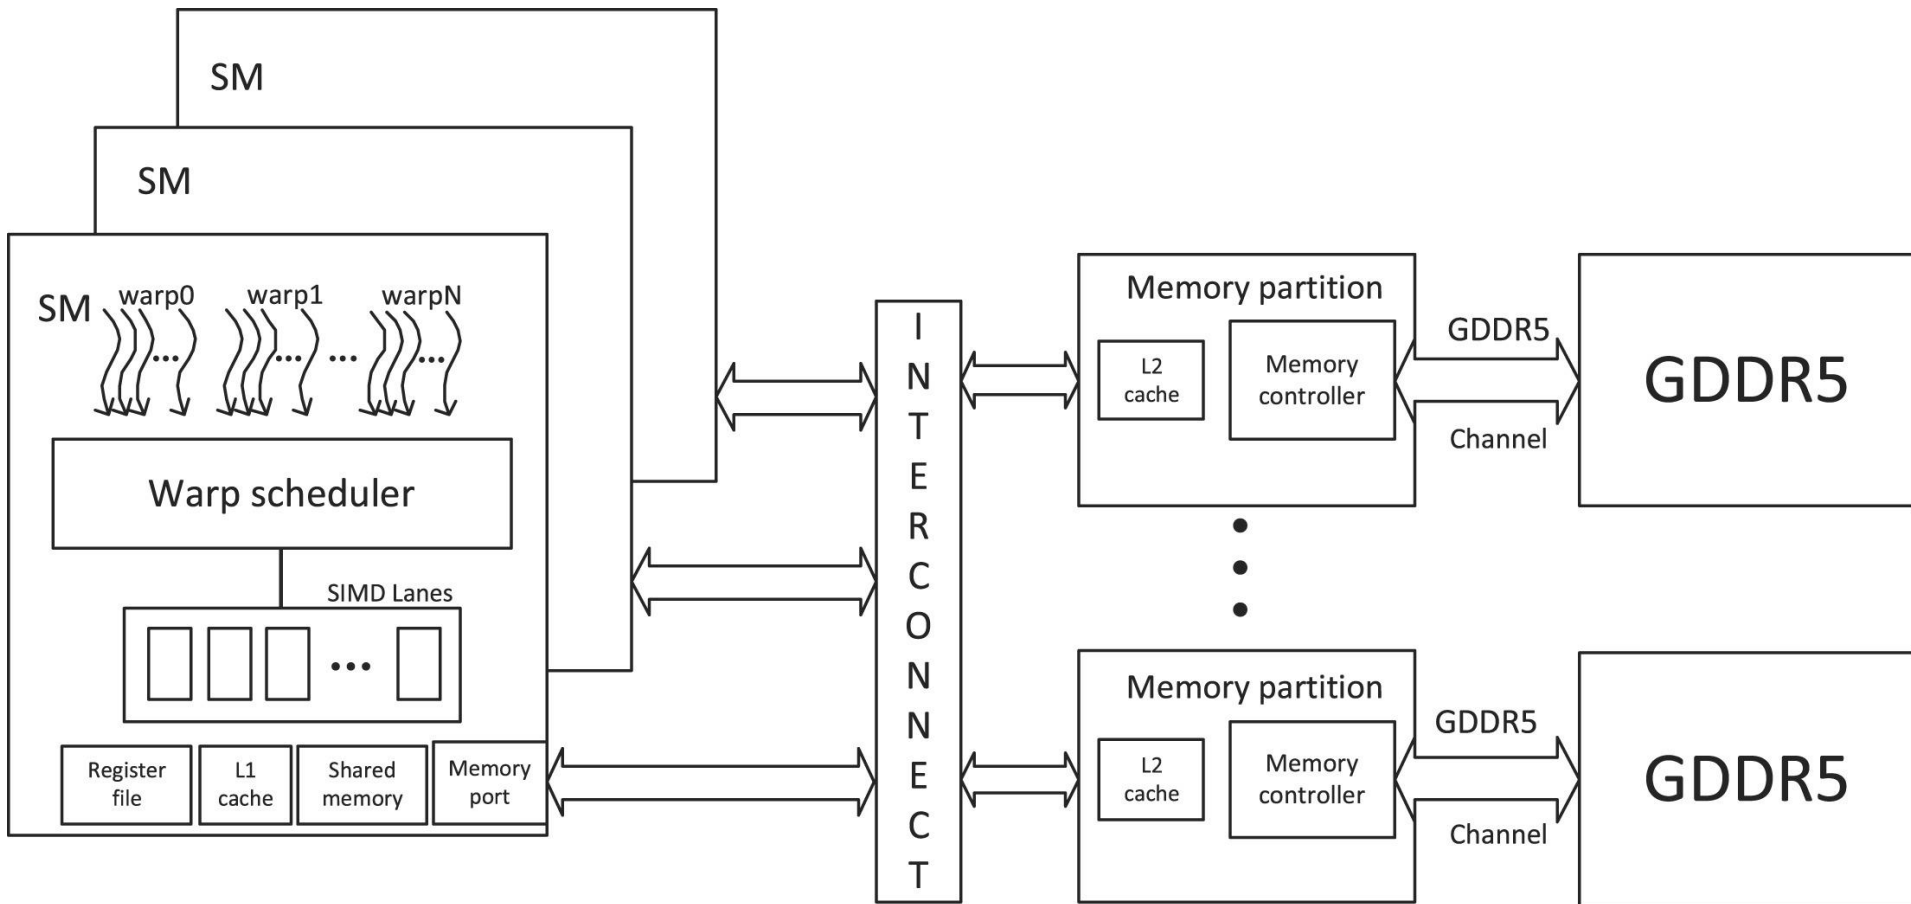 SM
SM
SM
warp0
warp1
warpN
...
...
...
...
Warp scheduler
SIMD Lanes
...
Register
file
L1
cache
Shared
memory
Memory
port
INTERCONNECT
Memory partition
L2
cache
Memory
controller
GDDR5
Channel
GDDR5
Memory partition
L2
cache
Memory
controller
GDDR5
Channel
GDDR5